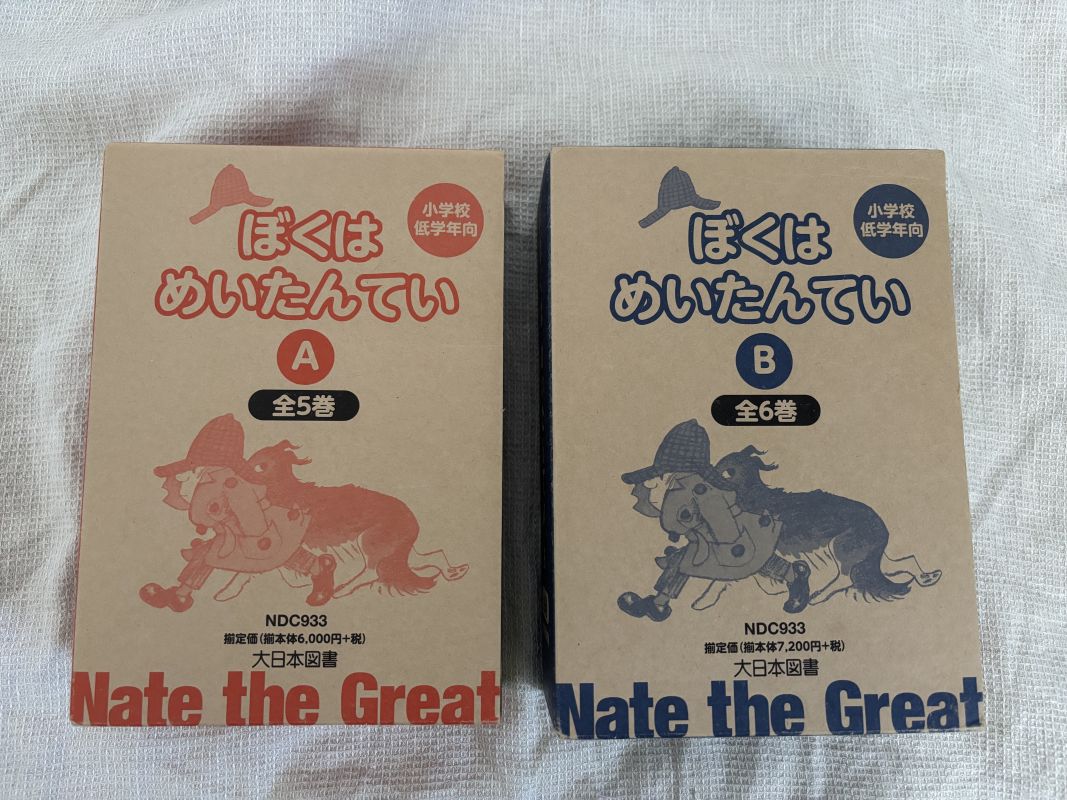 ぼくは
めいたんてい
小学校
低学年向
A
全5巻
NDC933
揃定価(揃本体6,000円+税)
大日本図書
Nate the Great
ぼくは
めいたんてい
小学校
低学年向
B
全6巻
NDC933
揃定価(揃本体7,200円+税)
大日本図書
Nate the Great